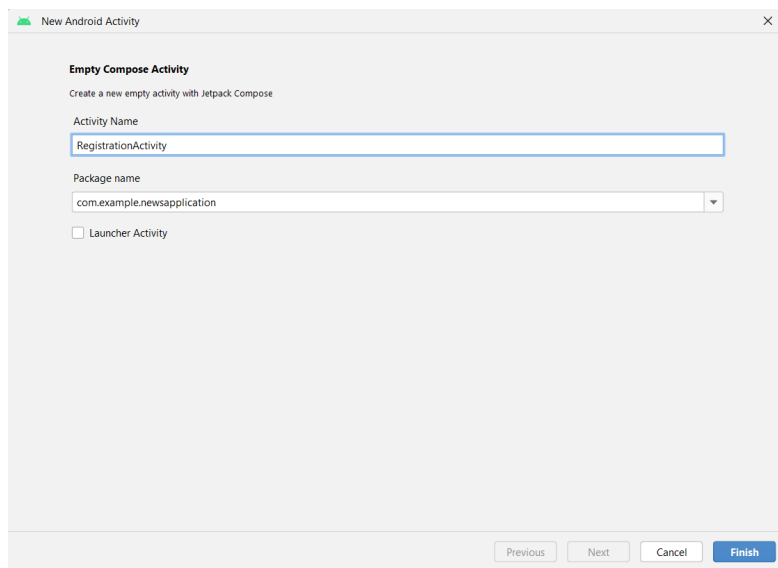 New Android Activity
Empty Compose Activity
Create a new empty activity with Jetpack Compose
Activity Name
RegistrationActivity
Package name
com.example.newsapplication
Launcher Activity
Previous Next Cancel Finish